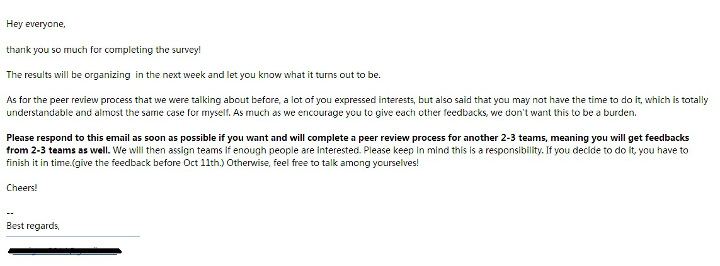 Hey everyone,
thank you so much for completing the survey!
The results will be organizing in the next week and let you know what it turns out to be.
As for the peer review process that we were talking about before, a lot of you expressed interests, but also said that you may not have the time to do it, which is totally
understandable and almost the same case for myself. As much as we encourage you to give each other feedbacks, we don't want this to be a burden.
Please respond to this email as soon as possible if you want and will complete a peer review process for another 2-3 teams, meaning you will get feedbacks
from 2-3 teams as well. We will then assign teams if enough people are interested. Please keep in mind this is a responsibility. If you decide to do it, you have to
finish it in time.(give the feedback before Oct 11th.) Otherwise, feel free to talk among yourselves!
Cheers!
--
Best regards,